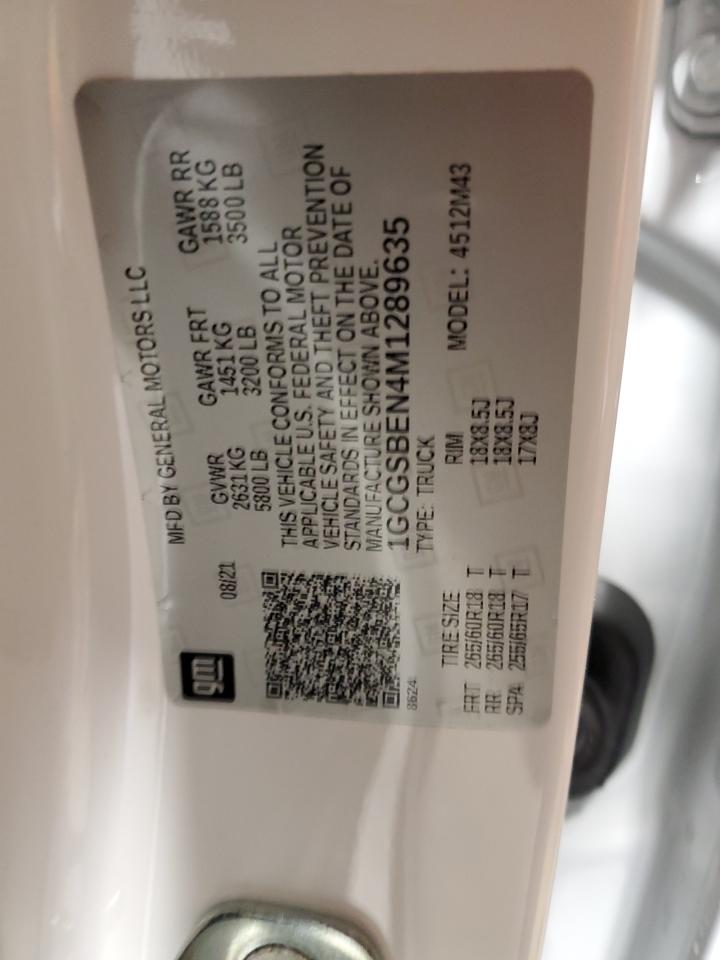 gm
MFD BY GENERAL MOTORS LLC
08/21
GVWR GAWR FRT GAWR RR
2631 KG 1451 KG 1588 KG
5800 LB 3200 LB 3500 LB
THIS VEHICLE CONFORMS TO ALL
APPLICABLE U.S. FEDERAL MOTOR
VEHICLE SAFETY AND THEFT PREVENTION
STANDARDS IN EFFECT ON THE DATE OF
MANUFACTURE SHOWN ABOVE.
1GCGSBEN4M1289635
8624
TYPE: TRUCK MODEL: 4512M43
TIRE SIZE RIM
FRT 265/60R18 T 18X8.5J
RR 265/60R18 T 18X8.5J
SPA 255/65R17 T 17X8J